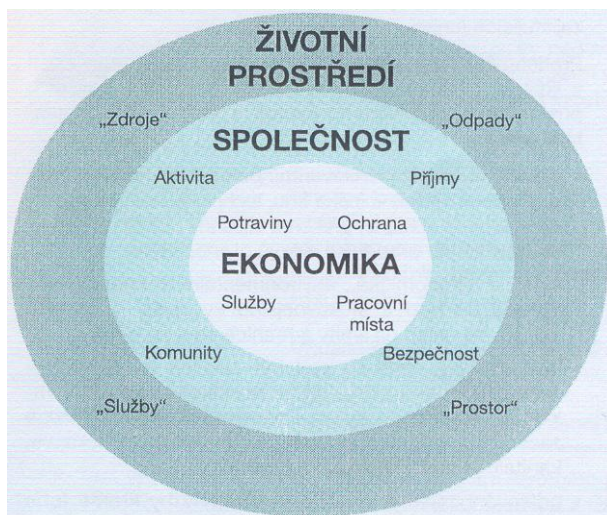 ŽIVOTNÍ
PROSTŘEDÍ
„Zdroje“
„Odpady“
SPOLEČNOST
Aktivita
Příjmy
Potraviny
Ochrana
EKONOMIKA
Služby
Pracovní
místa
Komunity
Bezpečnost
„Služby“
„Prostor“